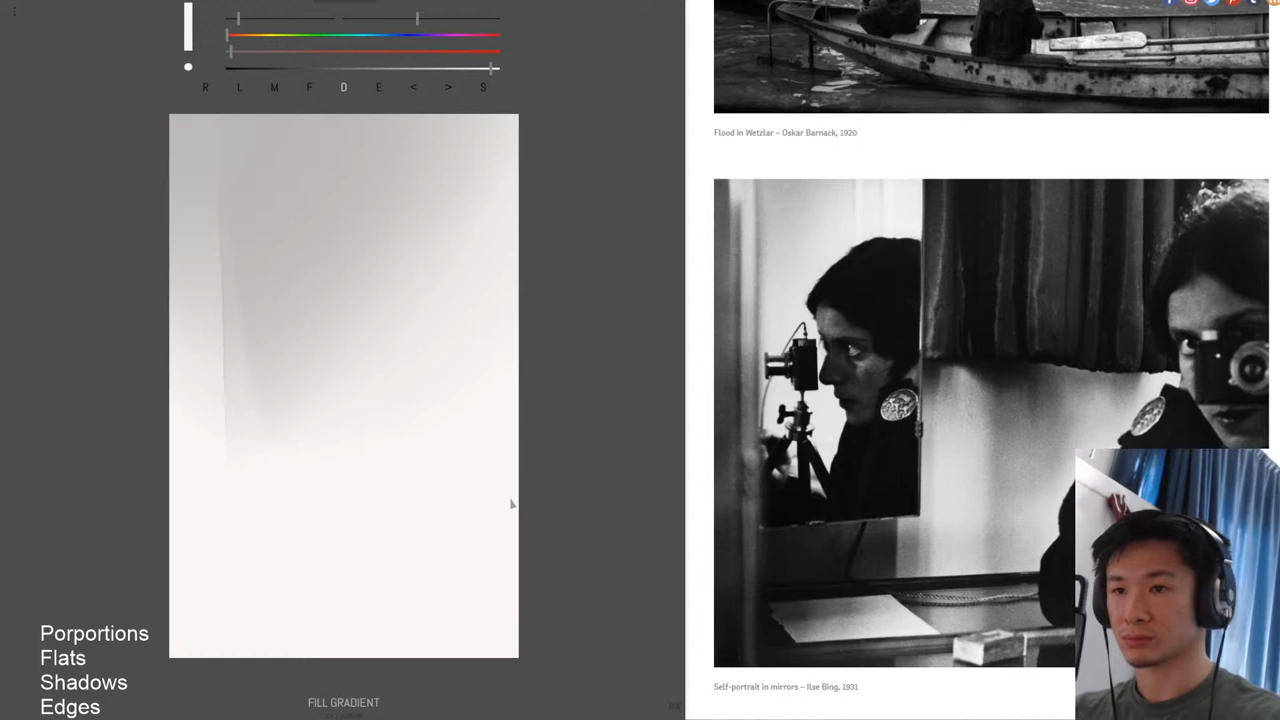 R L M F D E < > S
Flood in Wetzlar – Oskar Barnack, 1920
Porportions
Flats
Shadows
Edges
FILL GRADIENT
Self-portrait in mirrors – Ilse Bing, 1931